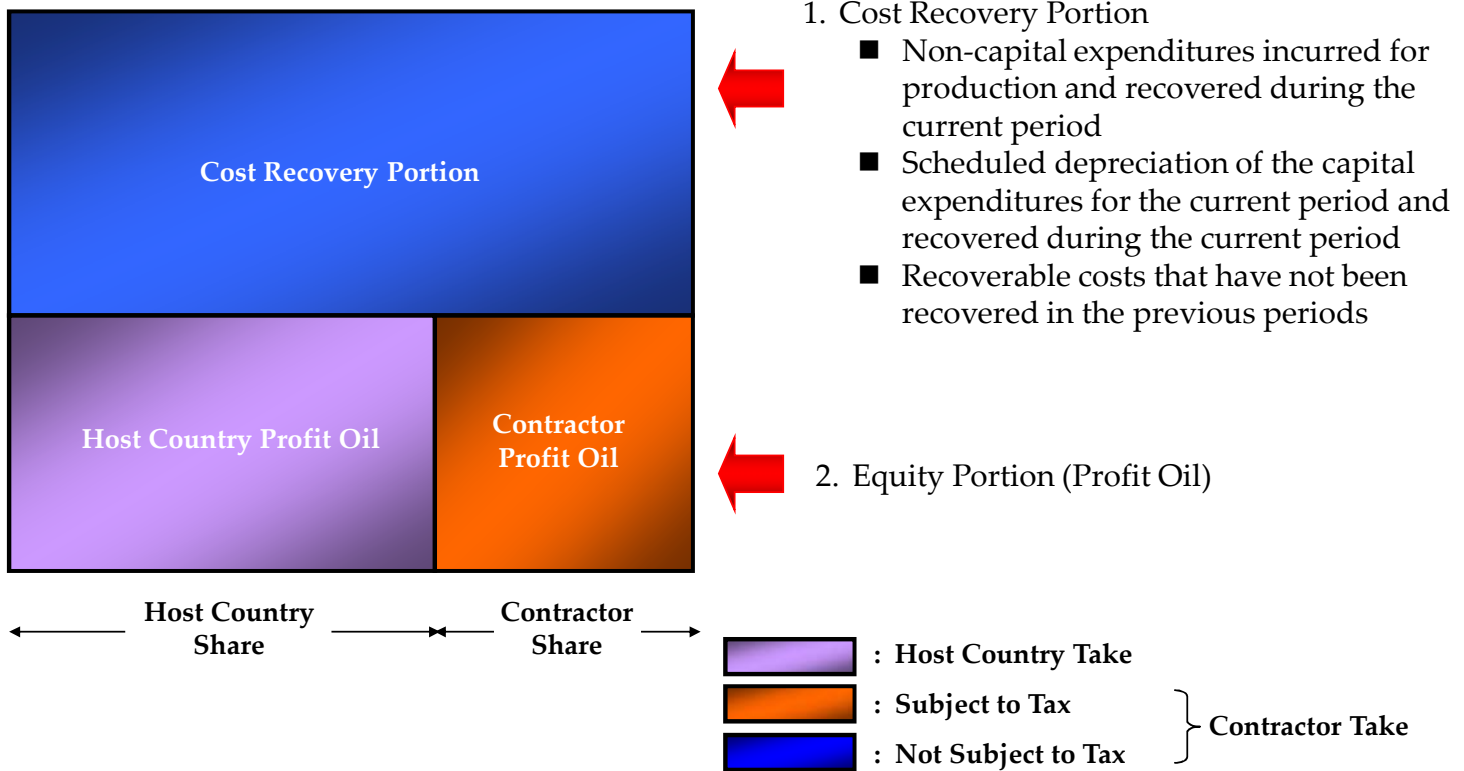 1. Cost Recovery Portion
■ Non-capital expenditures incurred for
production and recovered during the
current period
■ Scheduled depreciation of the capital
expenditures for the current period and
recovered during the current period
■ Recoverable costs that have not been
recovered in the previous periods
Cost Recovery Portion
Host Country Profit Oil
Contractor
Profit Oil
2. Equity Portion (Profit Oil)
Host Country
Share
Contractor
Share
: Host Country Take
: Subject to Tax
: Not Subject to Tax
Contractor Take